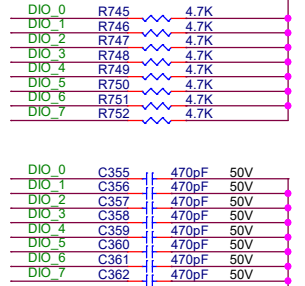 DIO_0 R745 4.7K
DIO_1 R746 4.7K
DIO_2 R747 4.7K
DIO_3 R748 4.7K
DIO_4 R749 4.7K
DIO_5 R750 4.7K
DIO_6 R751 4.7K
DIO_7 R752 4.7K
DIO_0 C355 470pF 50V
DIO_1 C356 470pF 50V
DIO_2 C357 470pF 50V
DIO_3 C358 470pF 50V
DIO_4 C359 470pF 50V
DIO_5 C360 470pF 50V
DIO_6 C361 470pF 50V
DIO_7 C362 470pF 50V